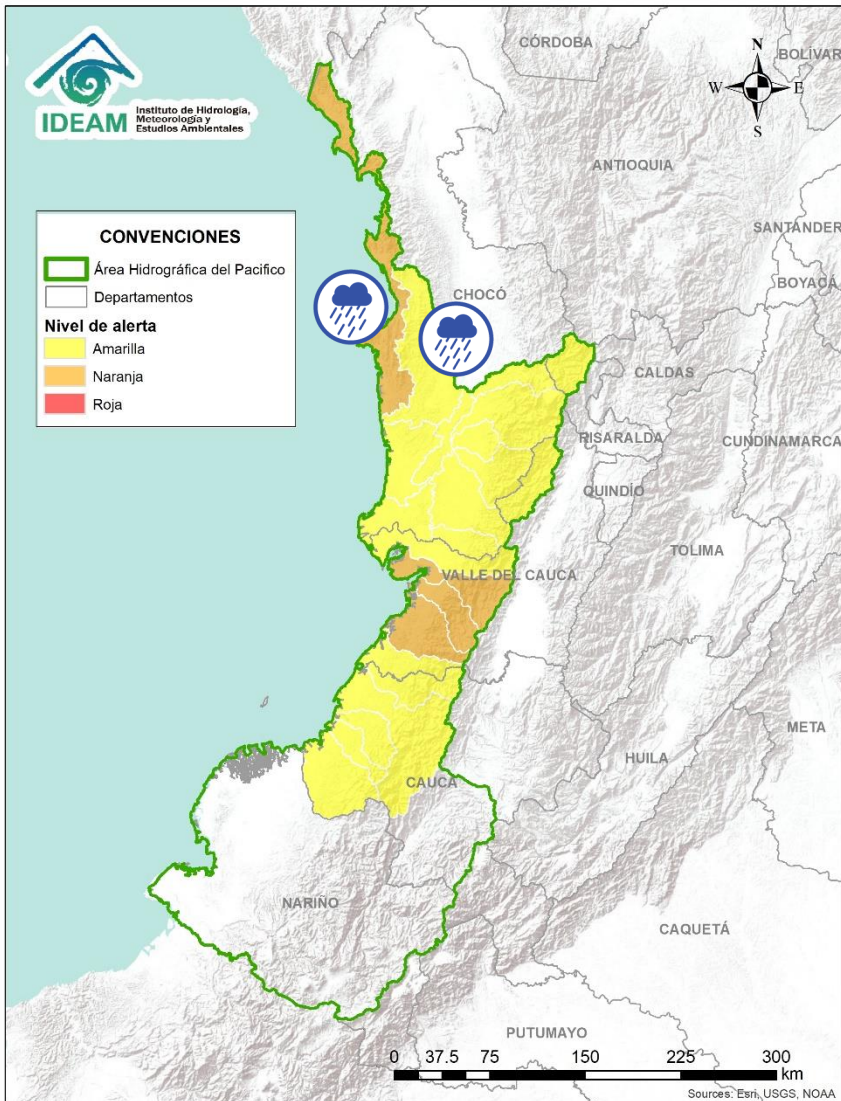 IDEAM
Instituto de Hidrología,
Meteorología y
Estudios Ambientales
N
W
E
S
CÓRDOBA
BOLÍVAR
ANTIOQUIA
SANTANDER
BOYACÁ
CHOCÓ
CALDAS
RISARALDA
CUNDINAMARCA
QUINDÍO
TOLIMA
VALLE DEL CAUCA
META
HUILA
CAUCA
NARIÑO
CAQUETÁ
PUTUMAYO
CONVENCIONES
Área Hidrográfica del Pacifico
Departamentos
Nivel de alerta
Amarilla
Naranja
Roja
0 37.5 75 150 225 300
km
Sources: Esri, USGS, NOAA